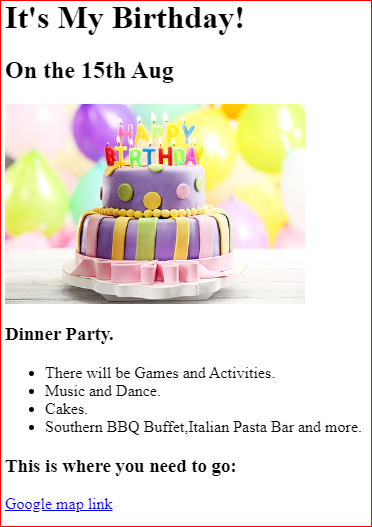 It's My Birthday!
On the 15th Aug
HAPPY
BIRTHDAY
Dinner Party.
There will be Games and Activities.
Music and Dance.
Cakes.
Southern BBQ Buffet,Italian Pasta Bar and more.
This is where you need to go:
Google map link